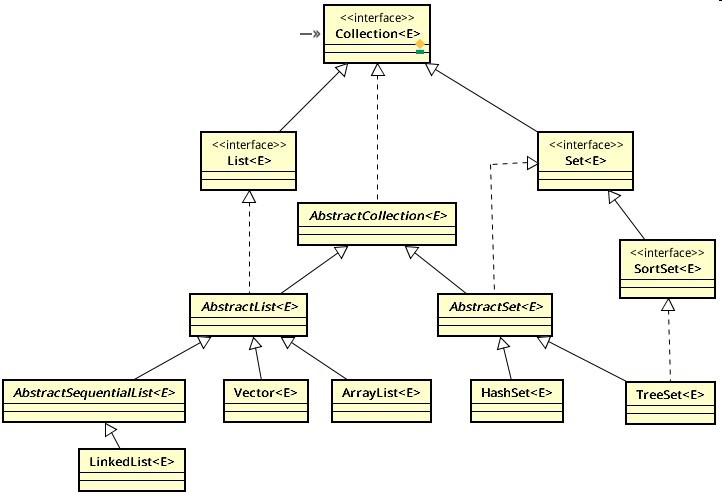 <<interface>>
Collection<E>
<<interface>>
List<E>
<<interface>>
Set<E>
AbstractCollection<E>
<<interface>>
SortSet<E>
AbstractList<E>
AbstractSet<E>
AbstractSequentialList<E>
Vector<E>
ArrayList<E>
HashSet<E>
TreeSet<E>
LinkedList<E>